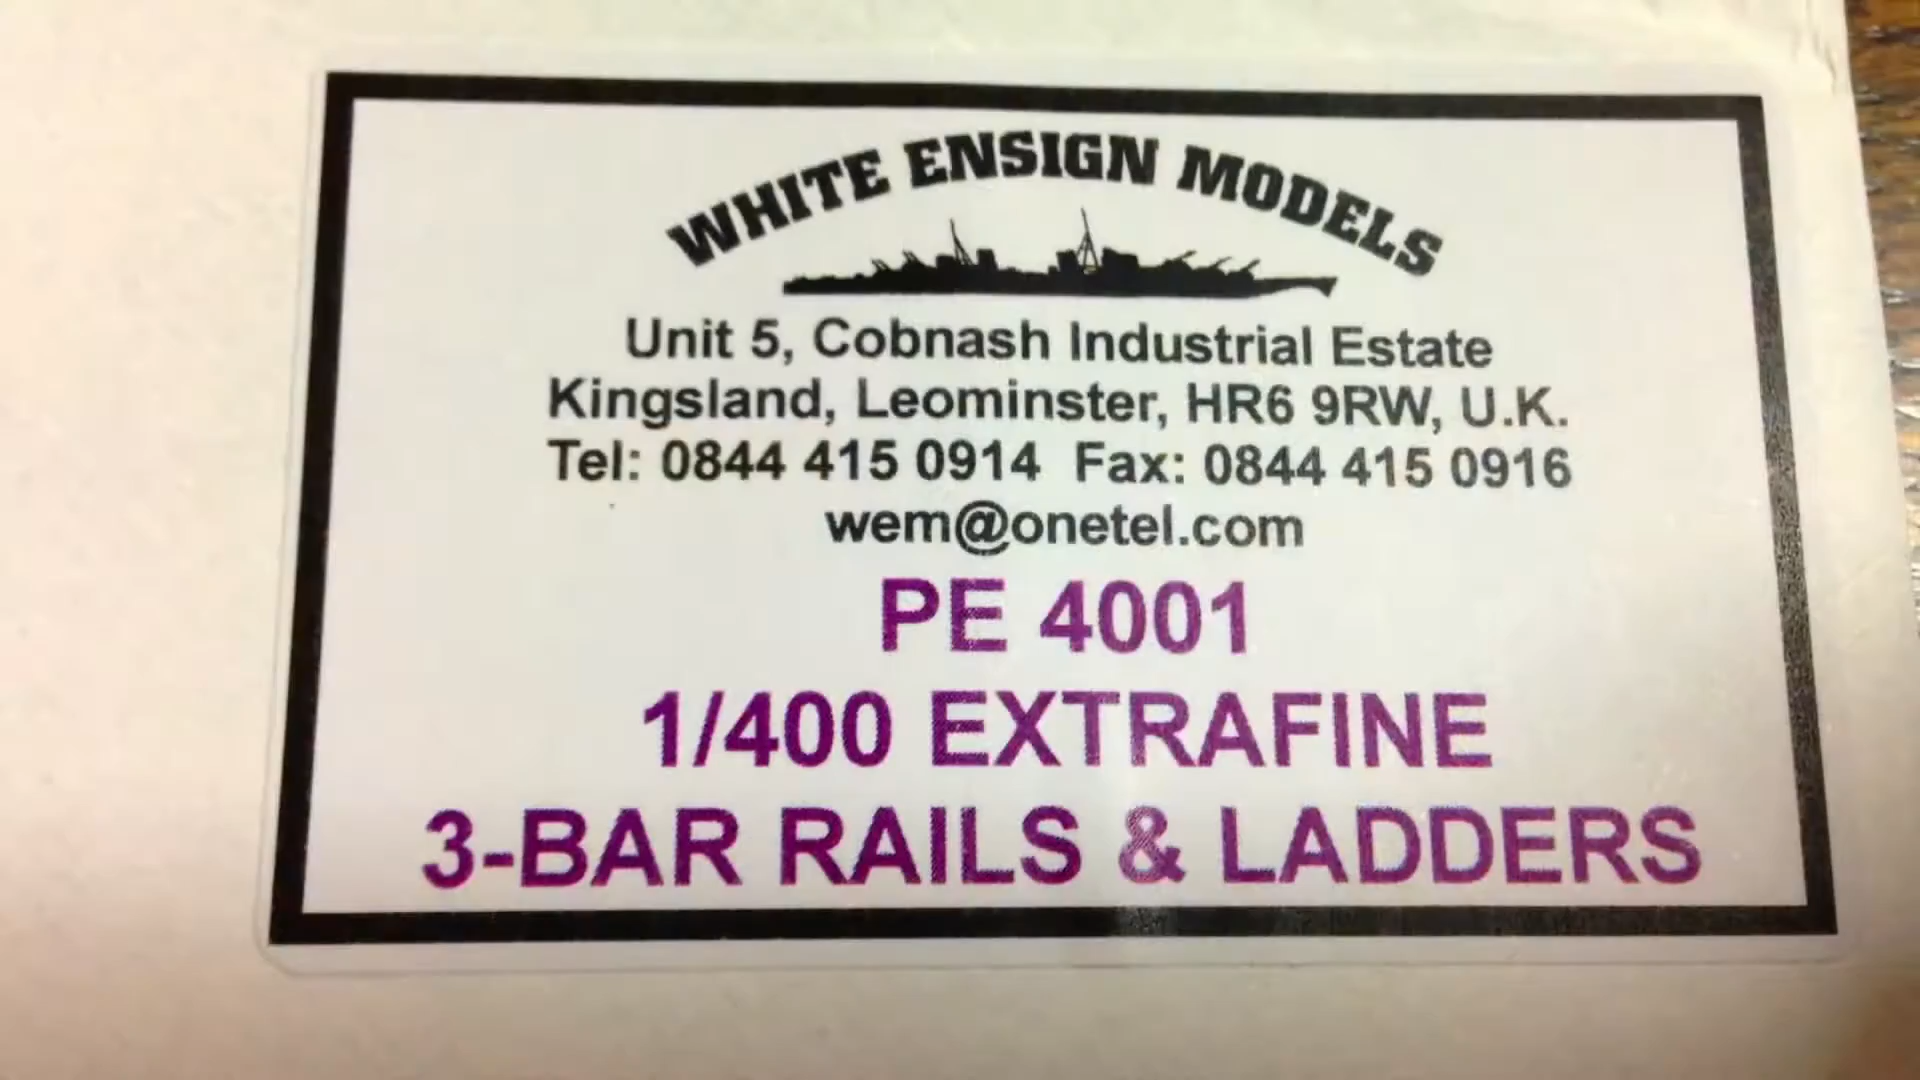 WHITE ENSIGN MODELS
Unit 5, Cobnash Industrial Estate
Kingsland, Leominster, HR6 9RW, U.K.
Tel: 0844 415 0914 Fax: 0844 415 0916
wem@onetel.com
PE 4001
1/400 EXTRAFINE
3-BAR RAILS & LADDERS